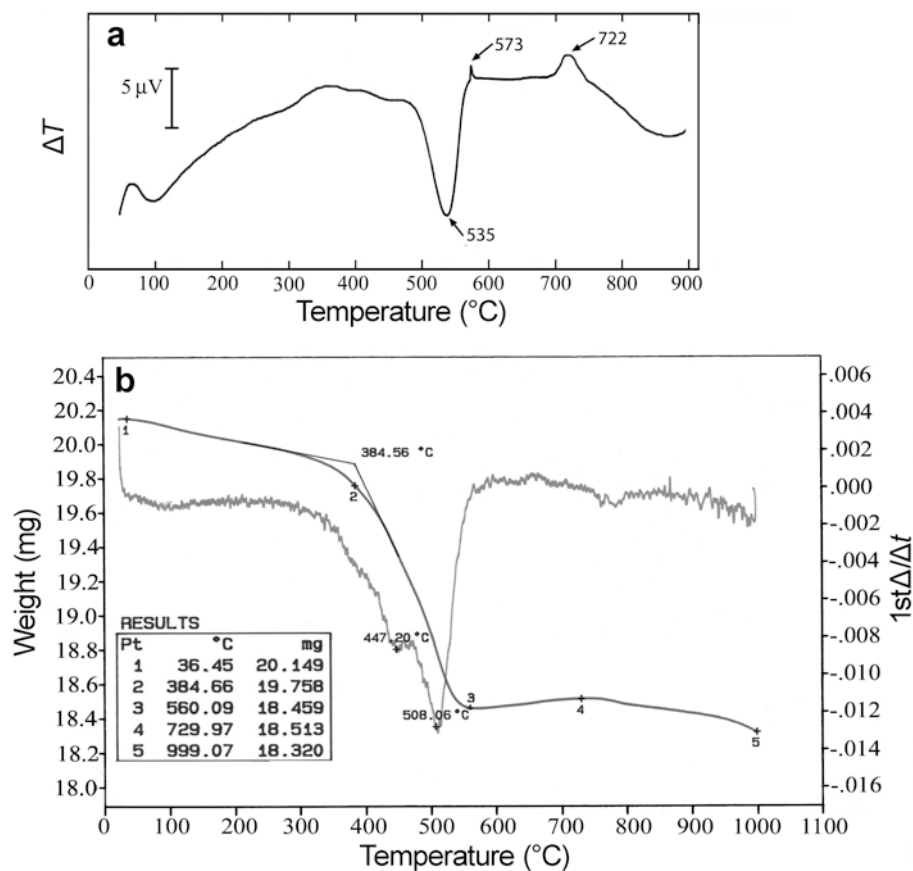 a
573
722
5 μV
ΔT
535
0 100 200 300 400 500 600 700 800 900
Temperature (°C)
b
20.4
20.2
20.0
19.8
19.6
19.4
19.2
19.0
18.8
18.6
18.4
18.2
18.0
Weight (mg)
1
384.56 °C
2
447.20°C
508.06°C
3
4
5
RESULTS
Pt °C mg
1 36.45 20.149
2 384.66 19.758
3 560.09 18.459
4 729.97 18.513
5 999.07 18.320
.006
.004
.002
.000
-.002
-.004
-.006
-.008
-.010
-.012
-.014
-.016
1stΔ/Δt
0 100 200 300 400 500 600 700 800 900 1000 1100
Temperature (°C)